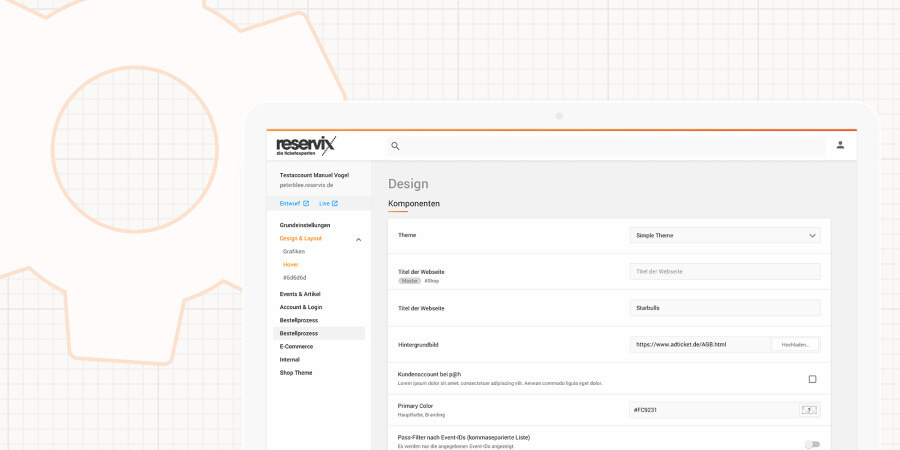 reservix
die ticketexperten
Testaccount Manuel Vogel
peterklee.reservix.de
Entwurf
Live
Grundeinstellungen
Design & Layout
Grafiken
Hover
#6d6d6d
Events & Artikel
Account & Login
Bestellprozess
Bestellprozess
E-Commerce
Internal
Shop Theme
Design
Komponenten
Theme
Simple Theme
Titel der Webseite
Master #Shop
Titel der Webseite
Titel der Webseite
Starbulls
Hintergrundbild
https://www.adticket.de/AGB.html
Hochladen...
Kundenaccount bei p@h
Lorem ipsum dolor sit amet, consectetuer adipiscing elit. Aenean commodo ligula eget dolor.
Primary Color
Hauptfarbe, Branding
#FC9231
?
Pass-Filter nach Event-IDs (kommaseparierte Liste)
Es werden nur die angegebenen Event-IDs angezeigt.